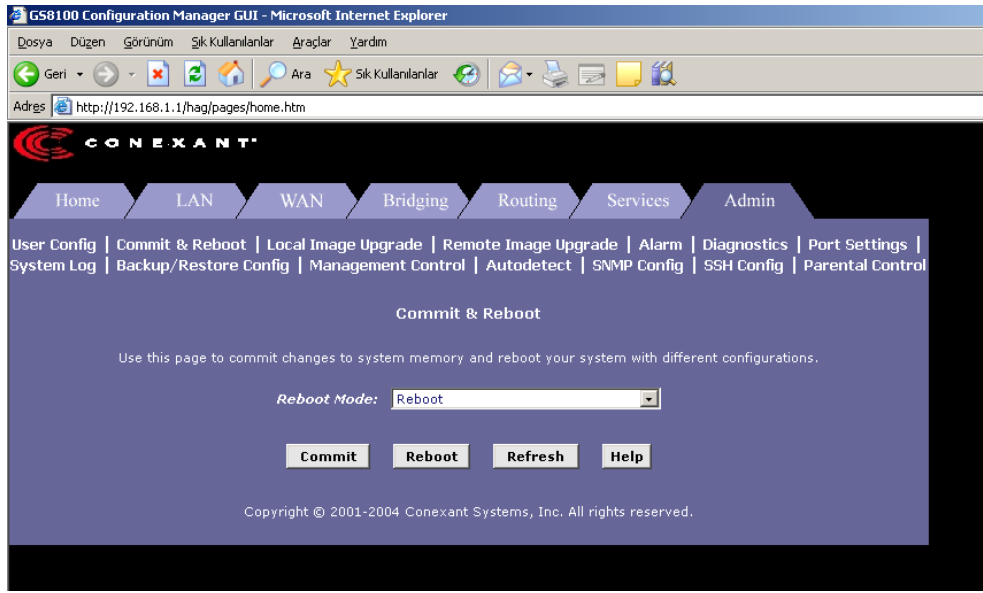 GS8100 Configuration Manager GUI - Microsoft Internet Explorer
Dosya Düzen Görünüm Sık Kullanılanlar Araçlar Yardım
Geri Ara Sık Kullanılanlar
Adres http://192.168.1.1/hag/pages/home.htm
CONEXANT
Home LAN WAN Bridging Routing Services Admin
User Config | Commit & Reboot | Local Image Upgrade | Remote Image Upgrade | Alarm | Diagnostics | Port Settings |
System Log | Backup/Restore Config | Management Control | Autodetect | SNMP Config | SSH Config | Parental Control
Commit & Reboot
Use this page to commit changes to system memory and reboot your system with different configurations.
Reboot Mode: Reboot
Commit Reboot Refresh Help
Copyright © 2001-2004 Conexant Systems, Inc. All rights reserved.